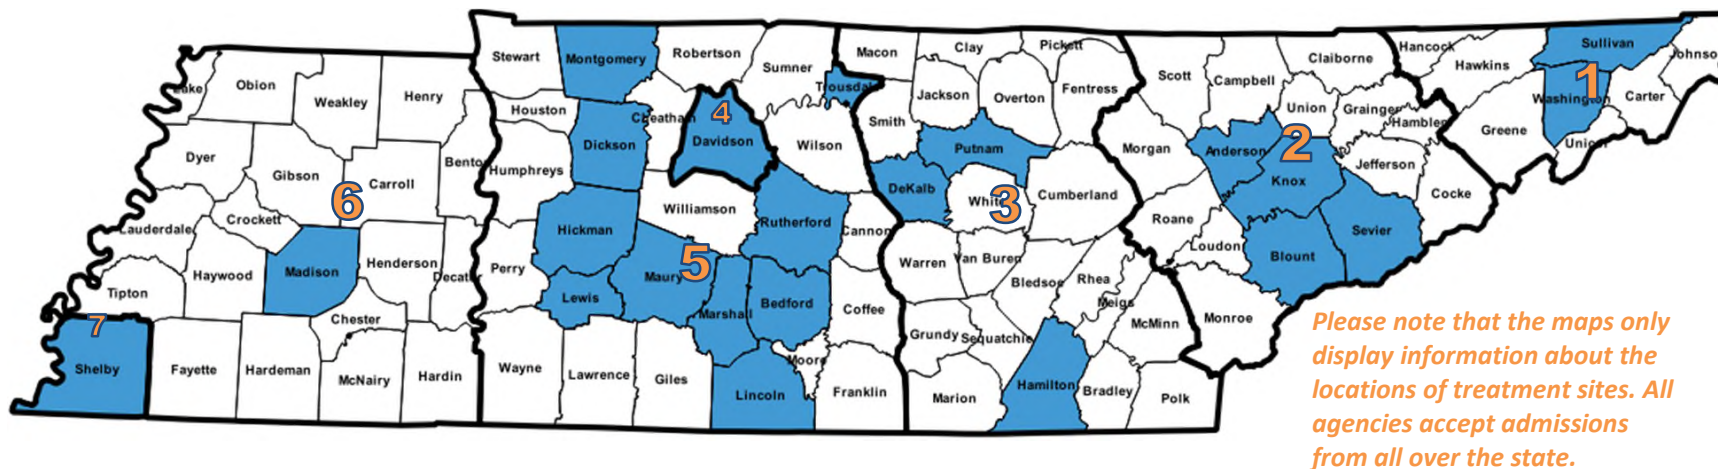 Stewart
Montgomery
Robertson
Sumner
Macon
Clay
Pickett
Scott
Campbell
Claiborne
Hancock
Hawkins
Sullivan
1
Johnso
Lake
Obion
Weakley
Henry
Houston
Cheatham
4
Davidson
Trousdale
Jackson
Overton
Fentress
Union
Grainger
Hamblen
Washington
Carter
Greene
Unicoi
Dyer
Gibson
Carroll
Bento
Humphreys
Dickson
Wilson
Smith
Putnam
Morgan
Anderson
2
Knox
Jefferson
Cocke
Crockett
6
Lauderdale
Haywood
Madison
Henderson
Decatu
Perry
Hickman
Williamson
Rutherford
Cannon
DeKalb
White
3
Cumberland
Roane
Loudon
Blount
Sevier
Tipton
Chester
Lewis
Maury
5
Marshall
Bedford
Coffee
Warren
Van Buren
Bledsoe
Rhea
Meigs
McMinn
Monroe
7
Shelby
Fayette
Hardeman
McNairy
Hardin
Wayne
Lawrence
Giles
Lincoln
Moore
Franklin
Grundy
Sequatchie
Marion
Hamilton
Bradley
Polk
Please note that the maps only
display information about the
locations of treatment sites. All
agencies accept admissions
from all over the state.